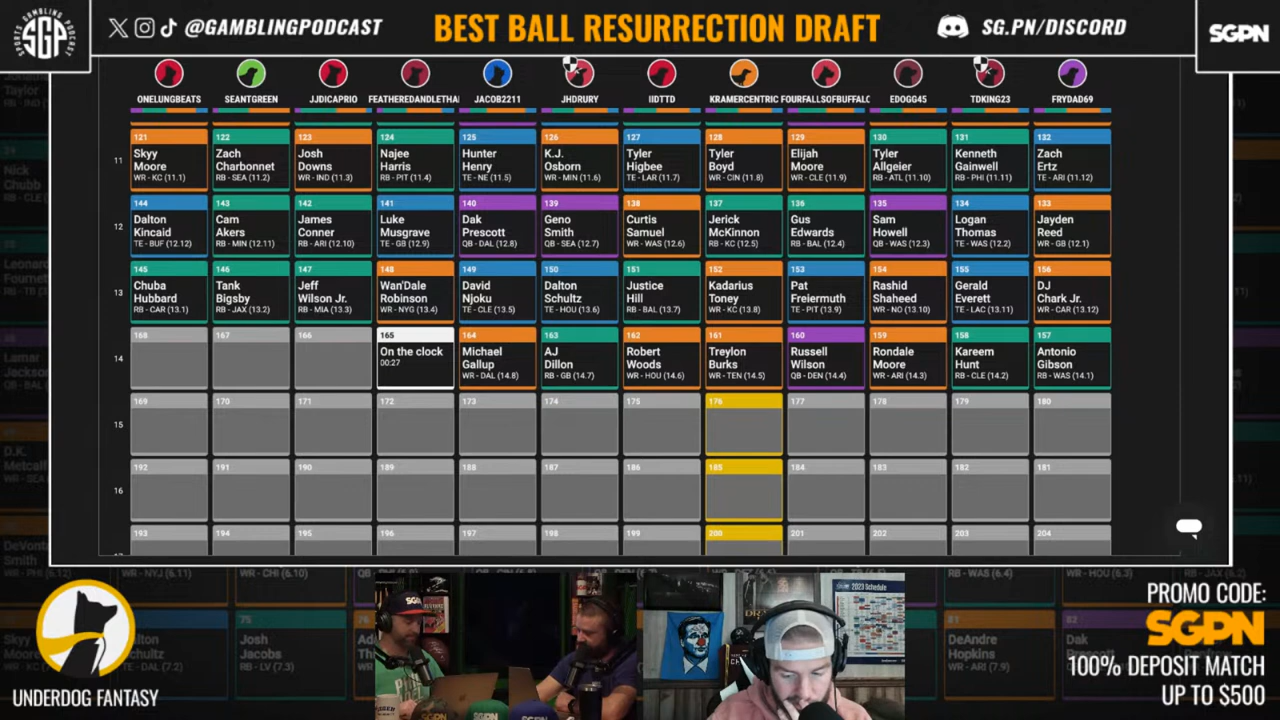 SGP
@GAMBLINGPODCAST
BEST BALL RESURRECTION DRAFT
SG.PN/DISCORD
SGPN
ONELUNGBEATS SEANTGREEN JJDICAPRIO FEATHEREDANDLETHA JACOB2211 JHDRURY IIDTTD KRAMERCENTRIC FOURFALLSOFBUFFALO EDOGG45 TDKING23 FRYDAD69
11
121 Skyy Moore WR - KC (11.1)
122 Zach Charbonnet RB - SEA (11.2)
123 Josh Downs WR - IND (11.3)
124 Najee Harris RB - PIT (11.4)
125 Hunter Henry TE - NE (11.5)
126 K.J. Osborn WR - MIN (11.6)
127 Tyler Higbee TE - LAR (11.7)
128 Tyler Boyd WR - CIN (11.8)
129 Elijah Moore WR - CLE (11.9)
130 Tyler Allgeier RB - ATL (11.10)
131 Kenneth Gainwell RB - PHI (11.11)
132 Zach Ertz TE - ARI (11.12)
12
144 Dalton Kincaid TE - BUF (12.12)
143 Cam Akers RB - MIN (12.11)
142 James Conner RB - ARI (12.10)
141 Luke Musgrave TE - GB (12.9)
140 Dak Prescott QB - DAL (12.8)
139 Geno Smith QB - SEA (12.7)
138 Curtis Samuel WR - WAS (12.6)
137 Jerick McKinnon RB - KC (12.5)
136 Gus Edwards RB - BAL (12.4)
135 Sam Howell QB - WAS (12.3)
134 Logan Thomas TE - WAS (12.2)
133 Jayden Reed WR - GB (12.1)
13
145 Chuba Hubbard RB - CAR (13.1)
146 Tank Bigsby RB - JAX (13.2)
147 Jeff Wilson Jr. RB - MIA (13.3)
148 Wan'Dale Robinson WR - NYG (13.4)
149 David Njoku TE - CLE (13.5)
150 Dalton Schultz TE - HOU (13.6)
151 Justice Hill RB - BAL (13.7)
152 Kadarius Toney WR - KC (13.8)
153 Pat Freiermuth TE - PIT (13.9)
154 Rashid Shaheed WR - NO (13.10)
155 Gerald Everett TE - LAC (13.11)
156 DJ Chark Jr. WR - CAR (13.12)
14
168
167
166
165 On the clock 00:27
164 Michael Gallup WR - DAL (14.8)
163 AJ Dillon RB - GB (14.7)
162 Robert Woods WR - HOU (14.6)
161 Treylon Burks WR - TEN (14.5)
160 Russell Wilson QB - DEN (14.4)
159 Rondale Moore WR - ARI (14.3)
158 Kareem Hunt RB - CLE (14.2)
157 Antonio Gibson RB - WAS (14.1)
15
169 170 171 172 173 174 175 176 177 178 179 180
16
192 191 190 189 188 187 186 185 184 183 182 181
193 194 195 196 197 198 199 200 201 202 203 204
UNDERDOG FANTASY
2023 Schedule
PROMO CODE:
SGPN
100% DEPOSIT MATCH
UP TO $500